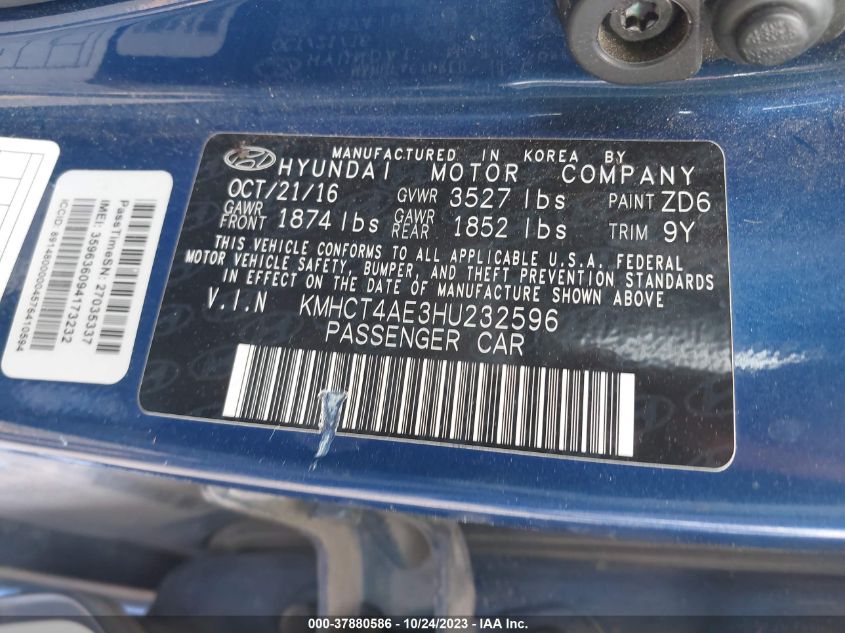 MANUFACTURED IN KOREA BY
HYUNDAI MOTOR COMPANY
OCT/21/16 GVWR 3527 lbs PAINT ZD6
GAWR FRONT 1874 lbs GAWR REAR 1852 lbs TRIM 9Y
THIS VEHICLE CONFORMS TO ALL APPLICABLE U.S.A. FEDERAL
MOTOR VEHICLE SAFETY, BUMPER, AND THEFT PREVENTION STANDARDS
IN EFFECT ON THE DATE OF MANUFACTURE SHOWN ABOVE
V.I.N KMHCT4AE3HU232596
PASSENGER CAR
PassTimeSN: 27035337
IMEI: 359636094173232
ICCID: 89148000004576410594
000-37880586 - 10/24/2023 - IAA Inc.